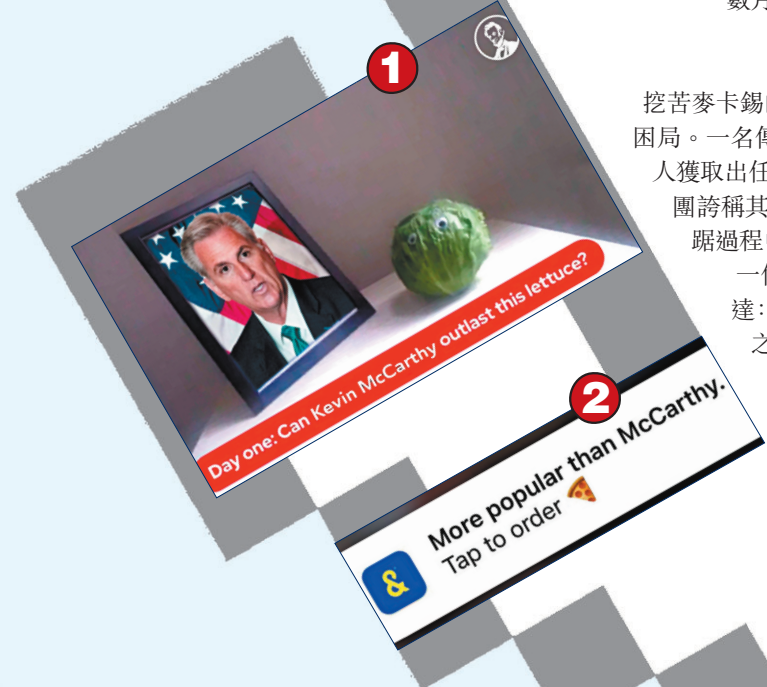 數月
挖苦麥卡錫
困局。一名傳
人獲取出任
團誇稱其
踞過程
一
達:
之
1
Day one: Can Kevin McCarthy outlast this lettuce?
2
More popular than McCarthy.
Tap to order
&